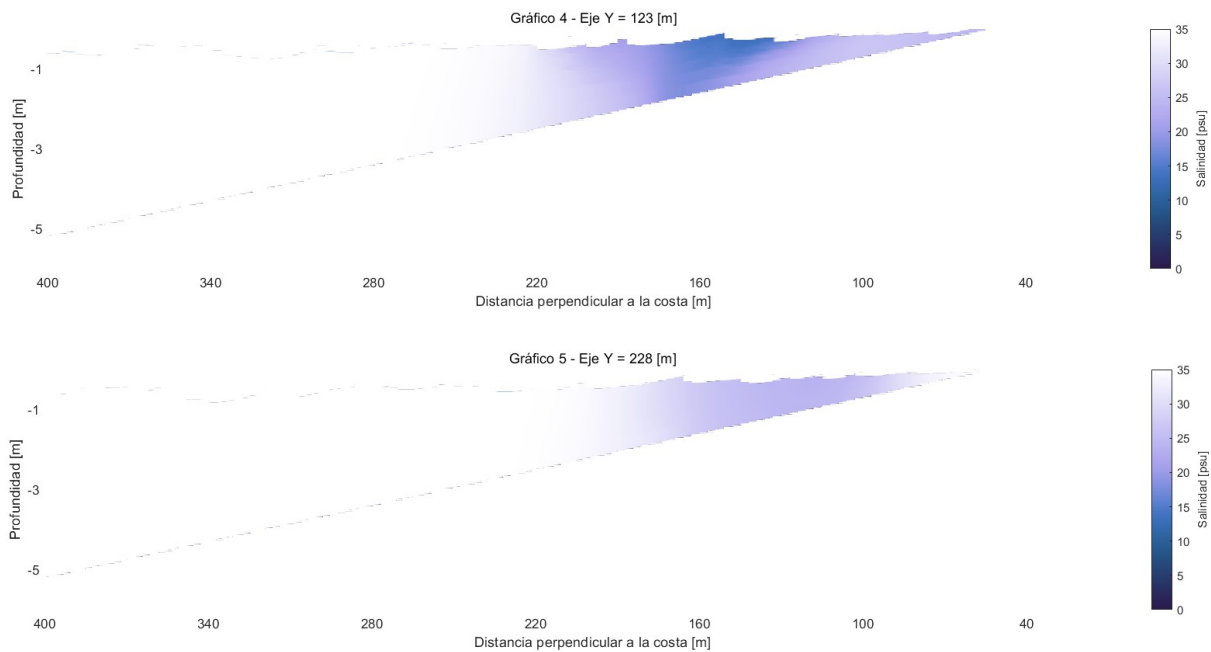 Gráfico 4 - Eje Y = 123 [m]
35
30
25
20
15
10
5
0
Salinidad [psu]
-1
-3
-5
Profundidad [m]
400 340 280 220 160 100 40
Distancia perpendicular a la costa [m]
Gráfico 5 - Eje Y = 228 [m]
35
30
25
20
15
10
5
0
Salinidad [psu]
-1
-3
-5
Profundidad [m]
400 340 280 220 160 100 40
Distancia perpendicular a la costa [m]